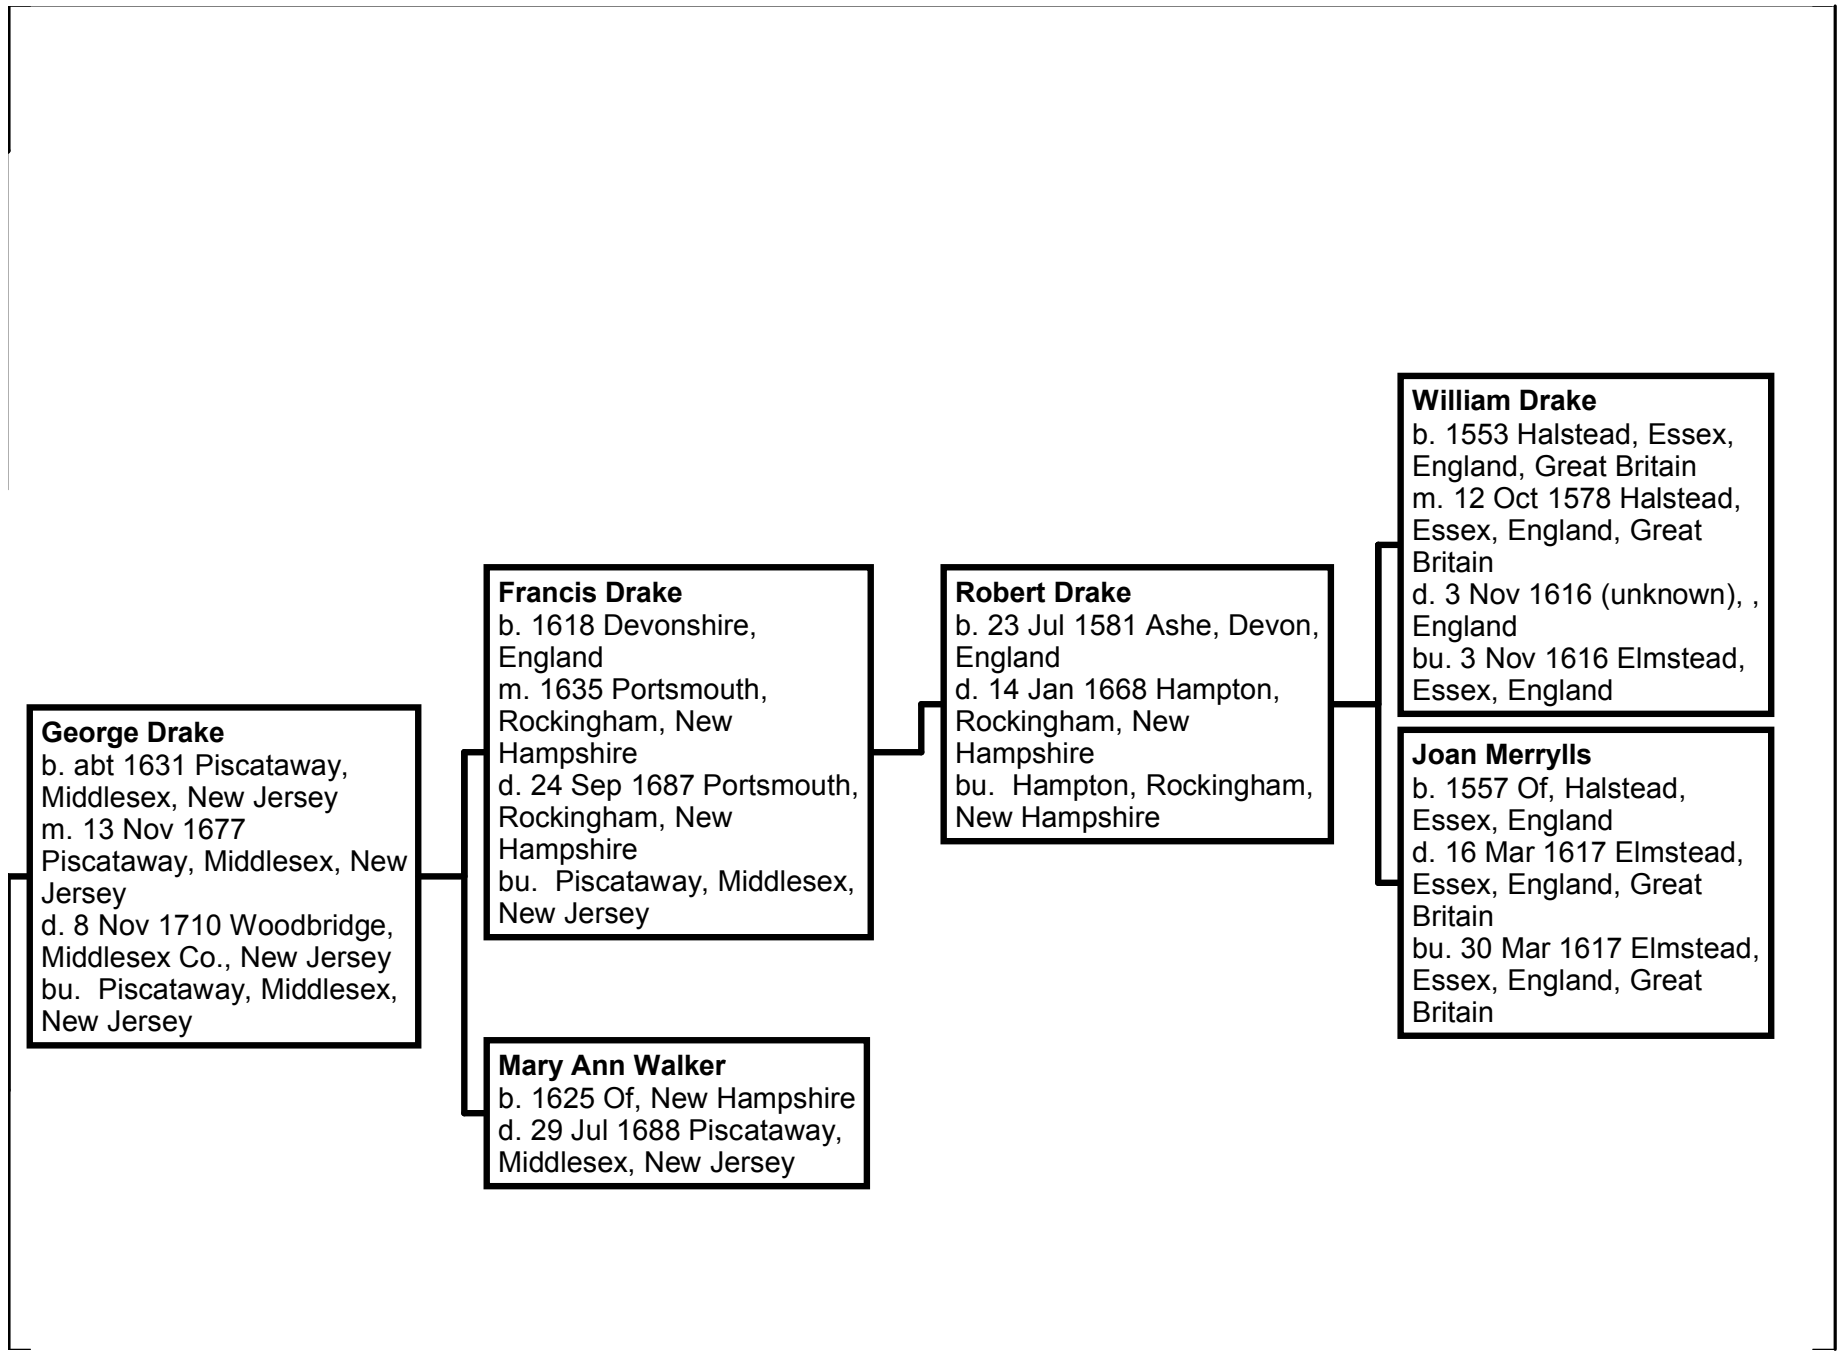 George Drake
b. abt 1631 Piscataway,
Middlesex, New Jersey
m. 13 Nov 1677
Piscataway, Middlesex, New
Jersey
d. 8 Nov 1710 Woodbridge,
Middlesex Co., New Jersey
bu.  Piscataway, Middlesex,
New Jersey
Francis Drake
b. 1618 Devonshire,
England
m. 1635 Portsmouth,
Rockingham, New
Hampshire
d. 24 Sep 1687 Portsmouth,
Rockingham, New
Hampshire
bu.  Piscataway, Middlesex,
New Jersey
Mary Ann Walker
b. 1625 Of, New Hampshire
d. 29 Jul 1688 Piscataway,
Middlesex, New Jersey
Robert Drake
b. 23 Jul 1581 Ashe, Devon,
England
d. 14 Jan 1668 Hampton,
Rockingham, New
Hampshire
bu.  Hampton, Rockingham,
New Hampshire
William Drake
b. 1553 Halstead, Essex,
England, Great Britain
m. 12 Oct 1578 Halstead,
Essex, England, Great
Britain
d. 3 Nov 1616 (unknown), ,
England
bu. 3 Nov 1616 Elmstead,
Essex, England
Joan Merrylls
b. 1557 Of, Halstead,
Essex, England
d. 16 Mar 1617 Elmstead,
Essex, England, Great
Britain
bu. 30 Mar 1617 Elmstead,
Essex, England, Great
Britain